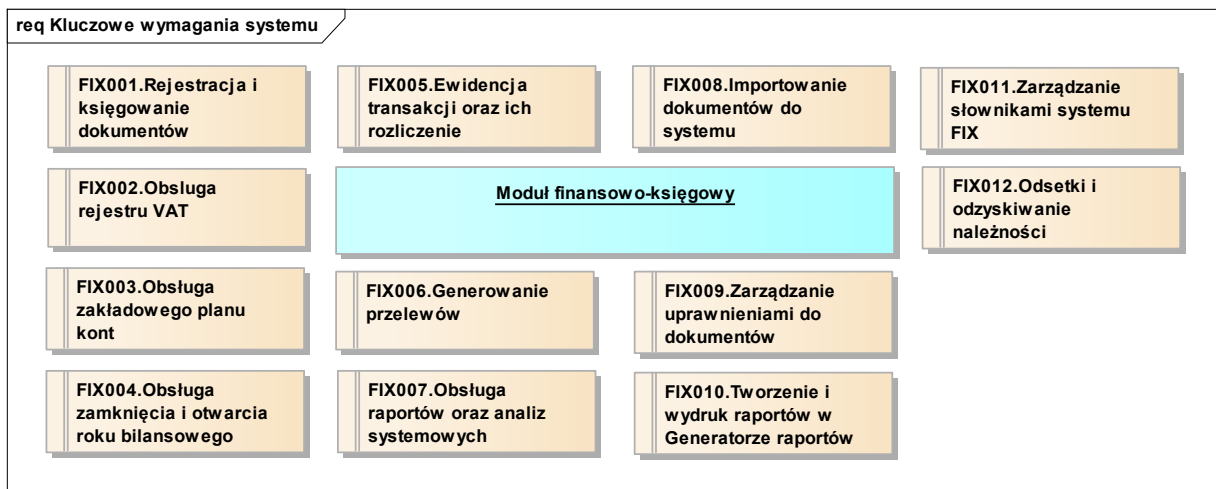 req Kluczowe wymagania systemu
FIX001.Rejestracja i
księgowanie
dokumentów
FIX005.Ewidencja
transakcji oraz ich
rozliczenie
FIX008.Importowanie
dokumentów do
systemu
FIX011.Zarządzanie
słownikami systemu
FIX
FIX002.Obsluga
rejestru VAT
Moduł finansowo-księgowy
FIX012.Odsetki i
odzyskiwanie
należności
FIX003.Obsługa
zakładowego planu
kont
FIX006.Generowanie
przelewów
FIX009.Zarządzanie
uprawnieniami do
dokumentów
FIX004.Obsługa
zamknięcia i otwarcia
roku bilansowego
FIX007.Obsługa
raportów oraz analiz
systemowych
FIX010.Tworzenie i
wydruk raportów w
Generatorze raportów